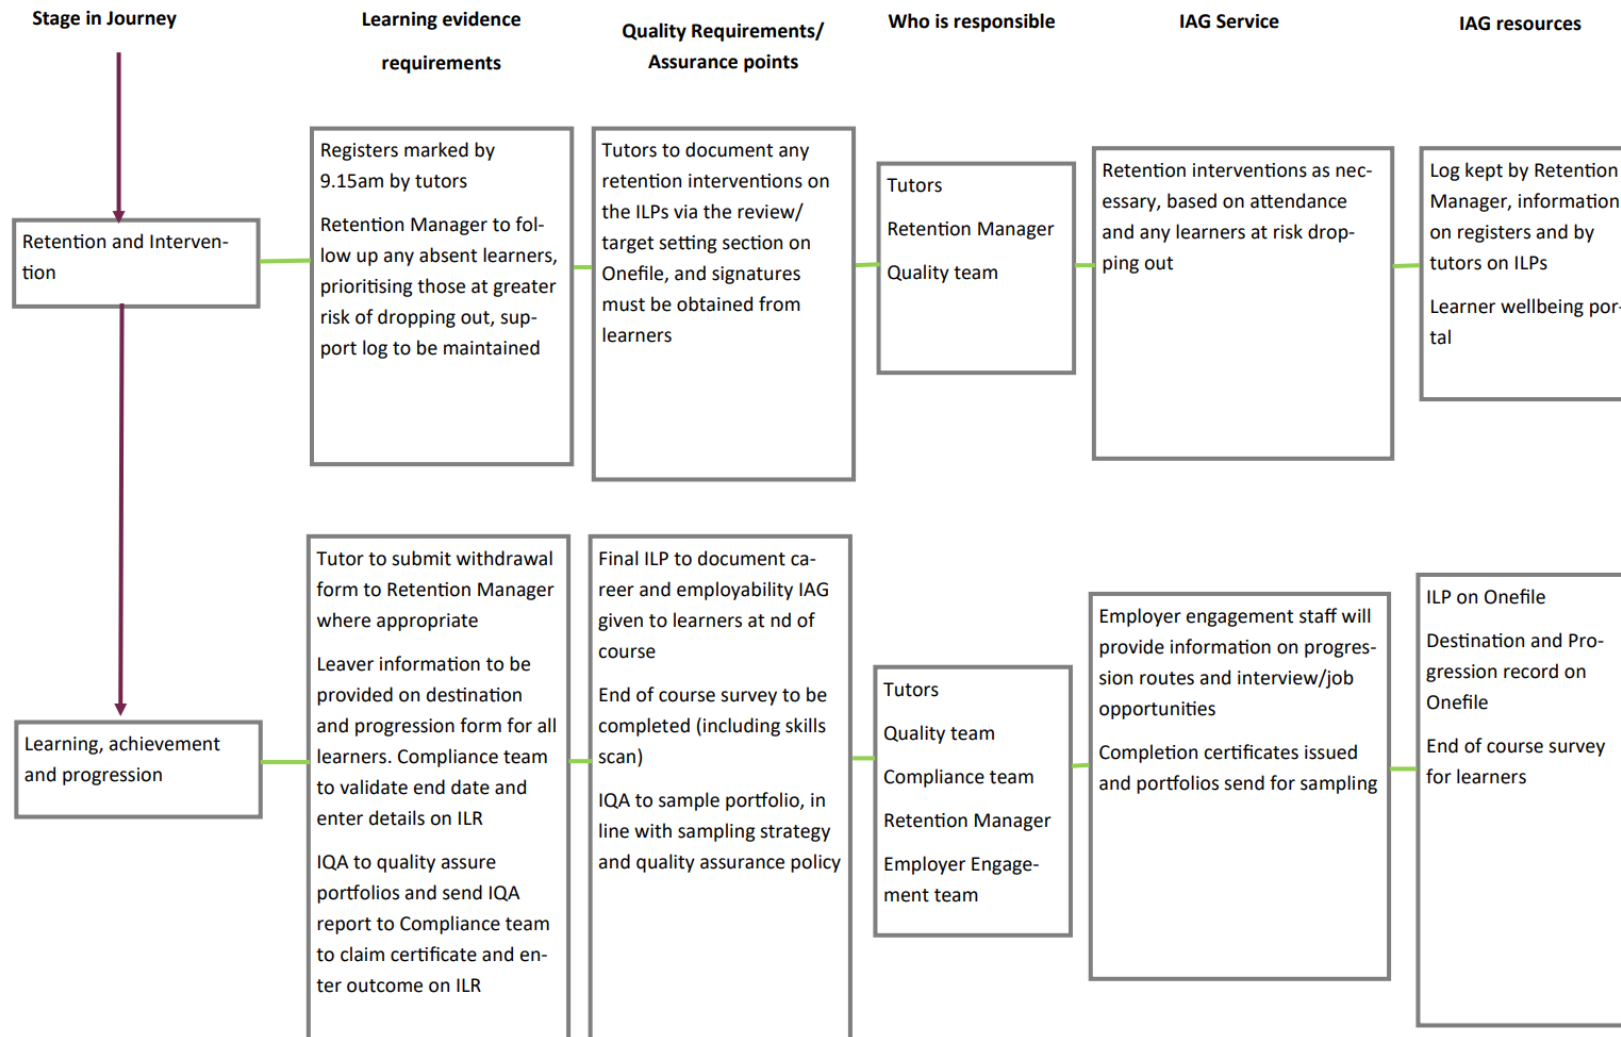 Stage in Journey
Learning evidence
requirements
Quality Requirements/
Assurance points
Who is responsible
IAG Service
IAG resources
Retention and Interven-
tion
Registers marked by
9.15am by tutors
Retention Manager to fol-
low up any absent learners,
prioritising those at greater
risk of dropping out, sup-
port log to be maintained
Tutors to document any
retention interventions on
the ILPs via the review/
target setting section on
Onefile, and signatures
must be obtained from
learners
Tutors
Retention Manager
Quality team
Retention interventions as nec-
essary, based on attendance
and any learners at risk drop-
ping out
Log kept by Retention
Manager, information
on registers and by
tutors on ILPs
Learner wellbeing por-
tal
Learning, achievement
and progression
Tutor to submit withdrawal
form to Retention Manager
where appropriate
Leaver information to be
provided on destination
and progression form for all
learners. Compliance team
to validate end date and
enter details on ILR
IQA to quality assure
portfolios and send IQA
report to Compliance team
to claim certificate and en-
ter outcome on ILR
Final ILP to document ca-
reer and employability IAG
given to learners at nd of
course
End of course survey to be
completed (including skills
scan)
IQA to sample portfolio, in
line with sampling strategy
and quality assurance policy
Tutors
Quality team
Compliance team
Retention Manager
Employer Engage-
ment team
Employer engagement staff will
provide information on progres-
sion routes and interview/job
opportunities
Completion certificates issued
and portfolios send for sampling
ILP on Onefile
Destination and Pro-
gression record on
Onefile
End of course survey
for learners